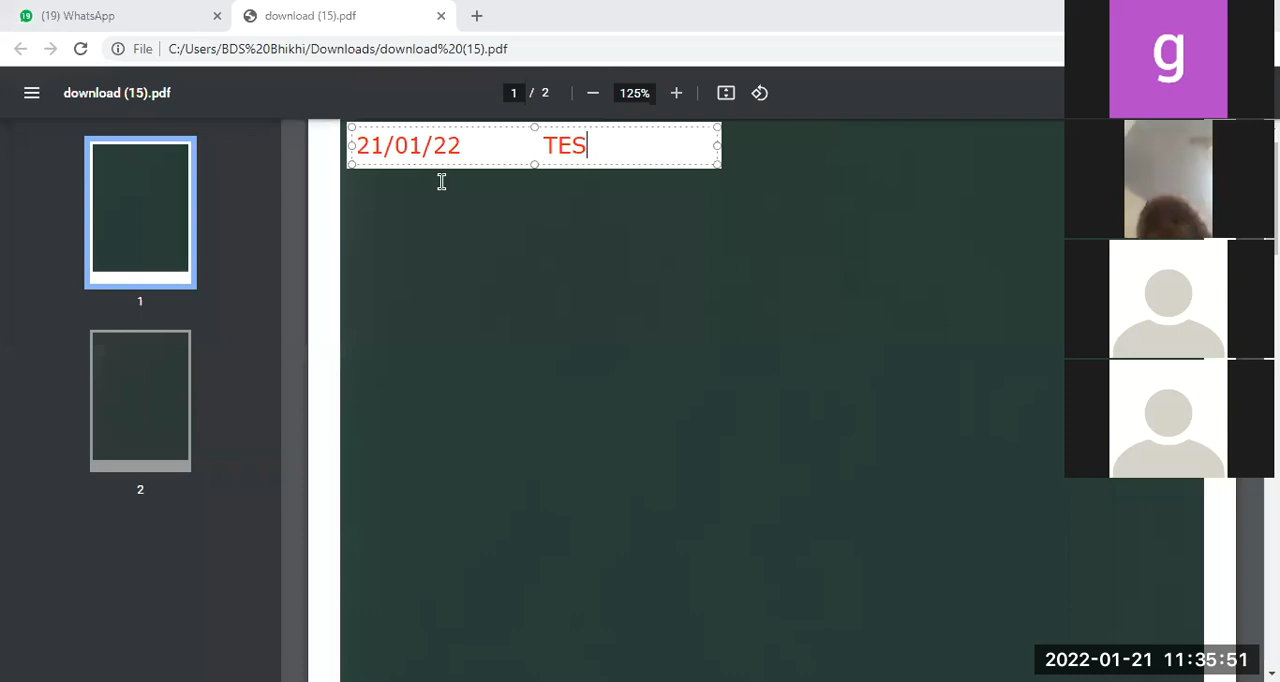 19 (19) WhatsApp
download (15).pdf
File C:/Users/BDS%20Bhikhi/Downloads/download%20(15).pdf
download (15).pdf
1 / 2
125%
21/01/22 TES
1
2
g
2022-01-21 11:35:51